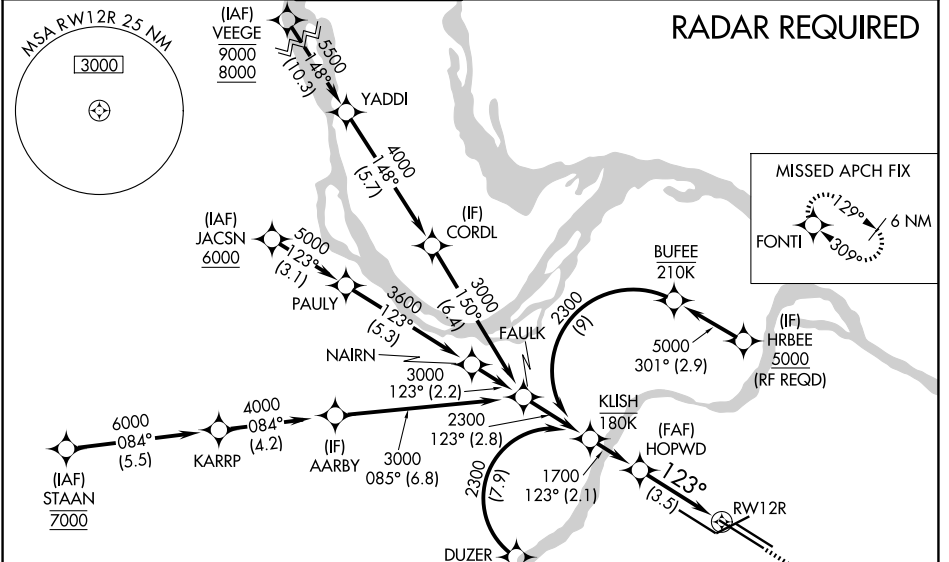 RADAR REQUIRED
MSA RW12R 25 NM
3000
(IAF)
VEEGE
9000
8000
5500
148°
(10.3)
YADDI
4000
148°
(5.7)
(IF)
CORDL
3000
150°
(6.4)
MISSED APCH FIX
FONTI
129°
309°
6 NM
(IAF)
JACSN
6000
5000
123°
(3.1)
PAULY
3600
123°
(5.3)
NAIRN
3000
123° (2.2)
FAULK
BUFEE
210K
2300
(9)
5000
301° (2.9)
(IF)
HRBEE
5000
(RF REQD)
(IAF)
STAAN
7000
6000
084°
(5.5)
KARRP
4000
084°
(4.2)
(IF)
AARBY
3000
085° (6.8)
2300
123° (2.8)
KLISH
180K
1700
123° (2.1)
(FAF)
HOPWD
123°
(3.5)
RW12R
2300
(7.9)
DUZER